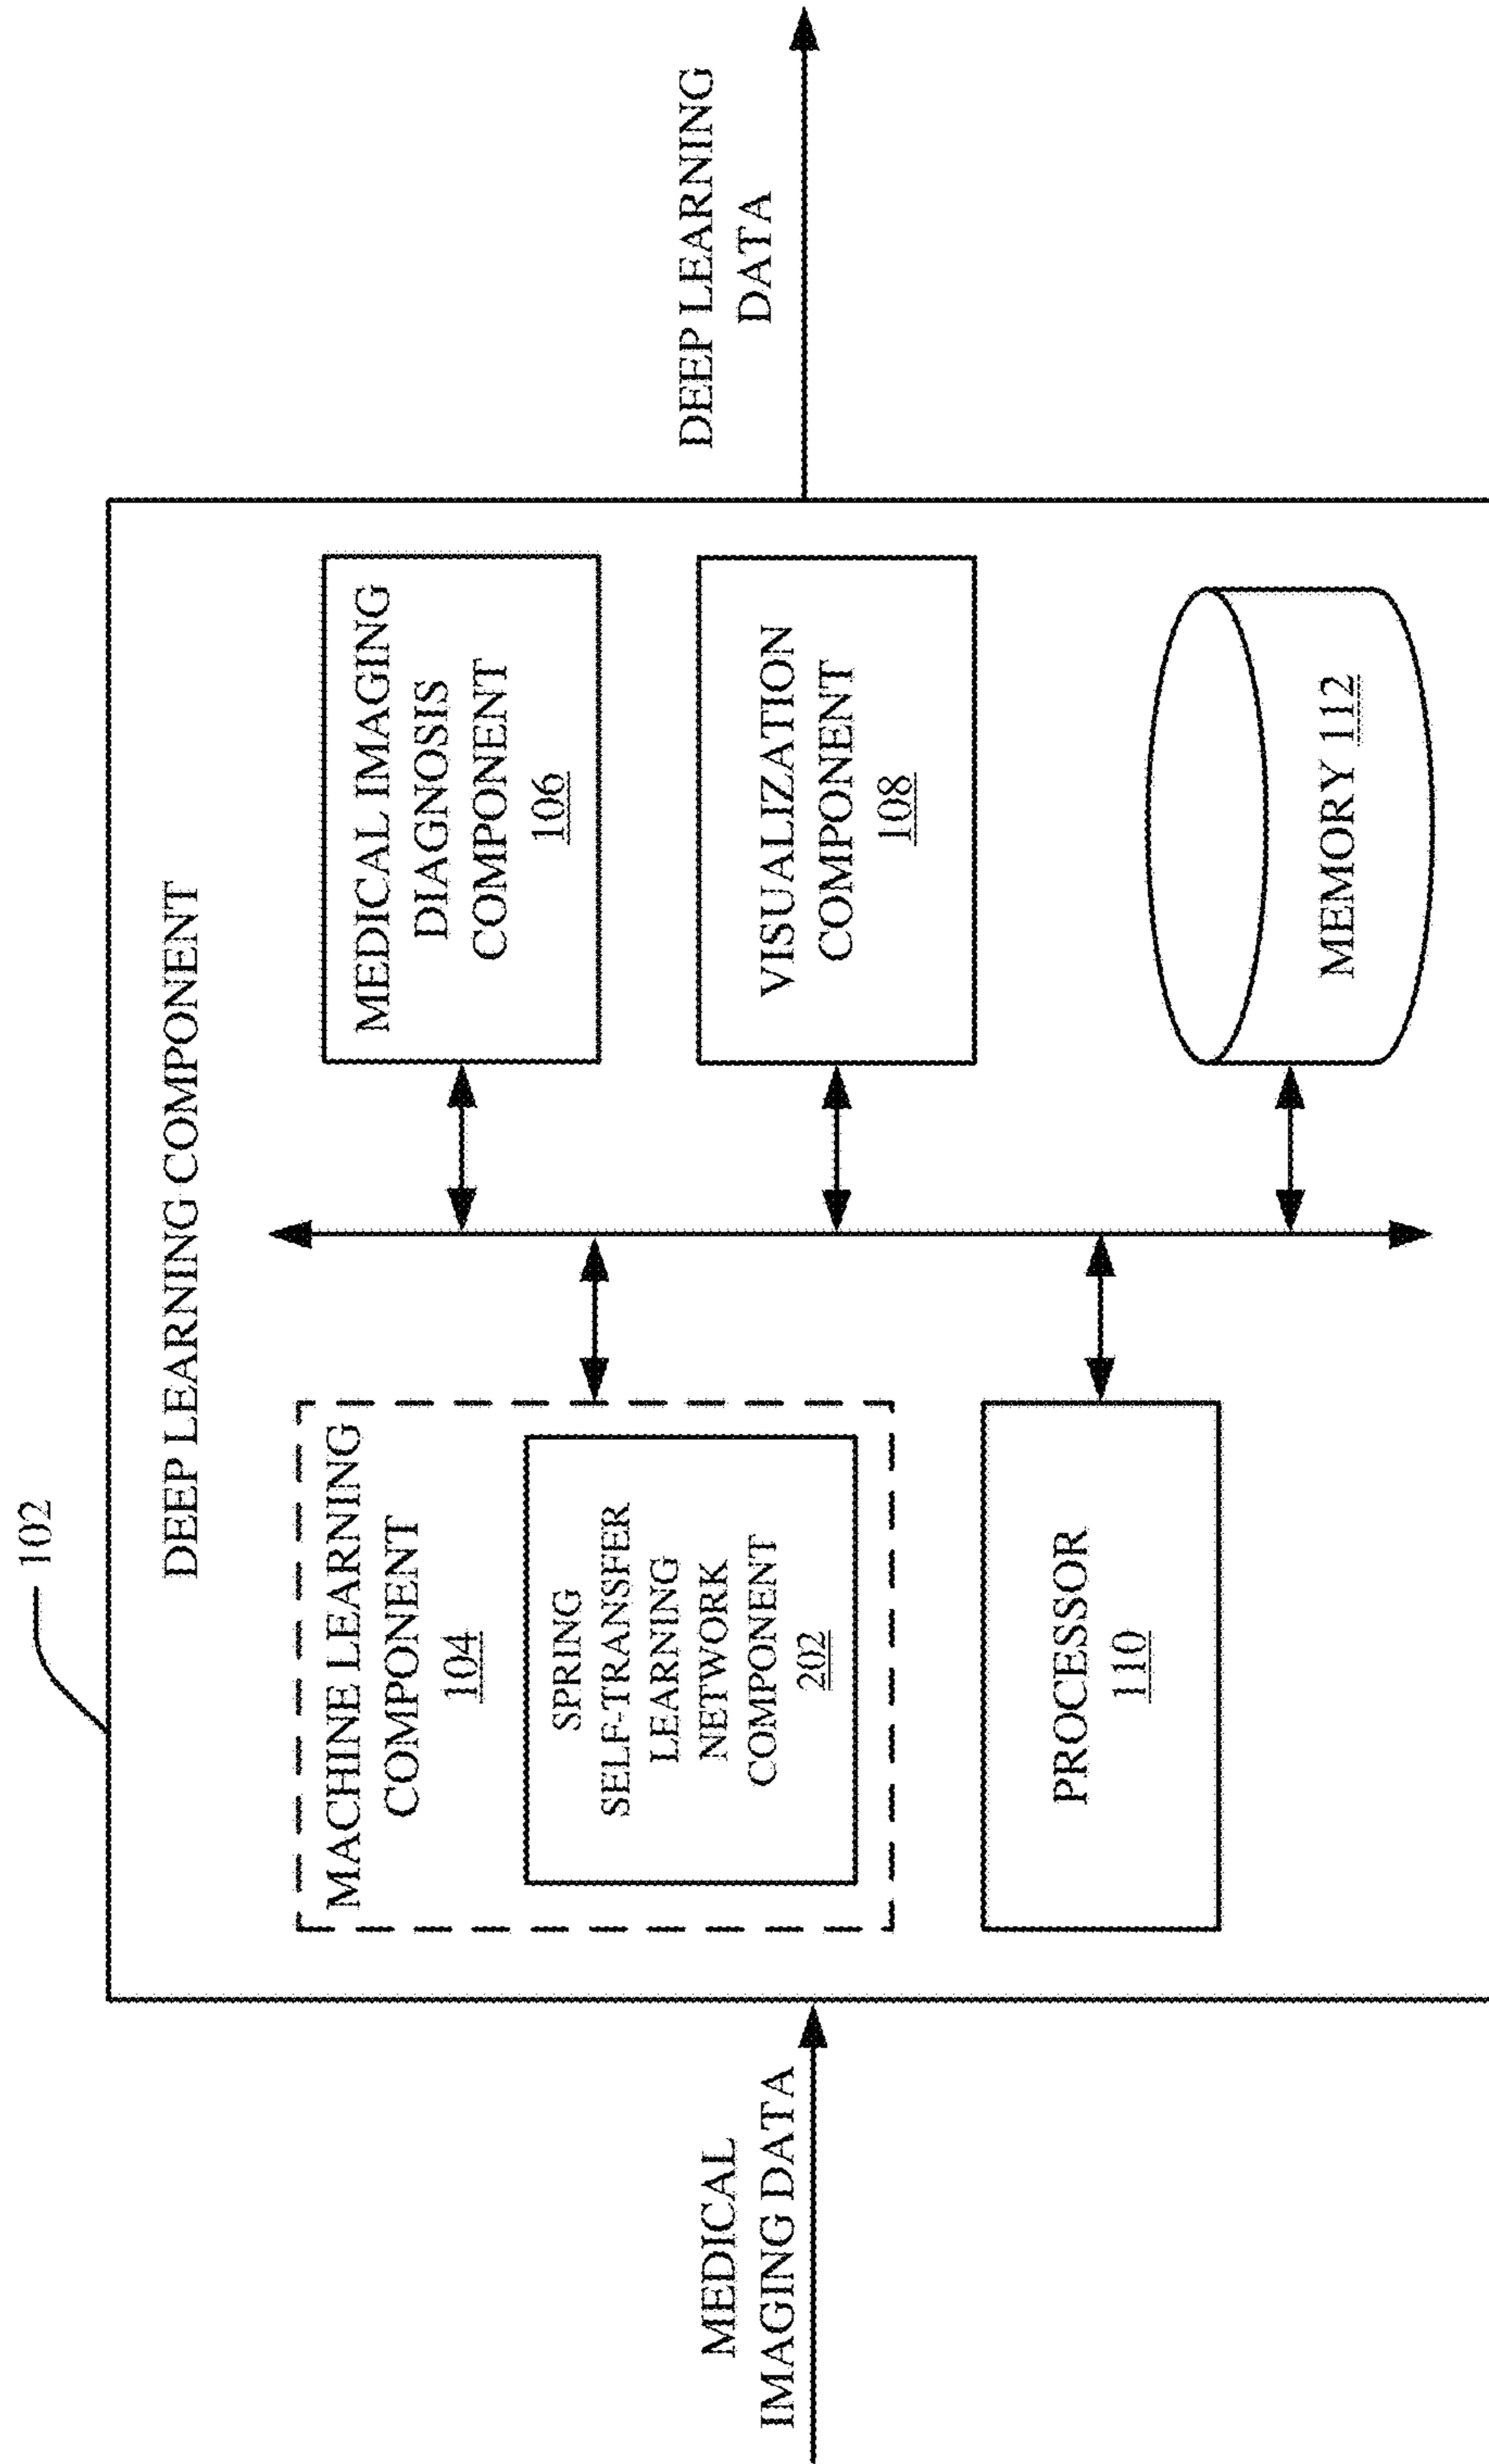 102
DEEP LEARNING COMPONENT
MEDICAL
IMAGING DATA
MACHINE LEARNING
COMPONENT
104
SPRING
SELF-TRANSFER
LEARNING
NETWORK
COMPONENT
202
PROCESSOR
110
MEDICAL IMAGING
DIAGNOSIS
COMPONENT
106
VISUALIZATION
COMPONENT
108
MEMORY 112
DEEP LEARNING
DATA